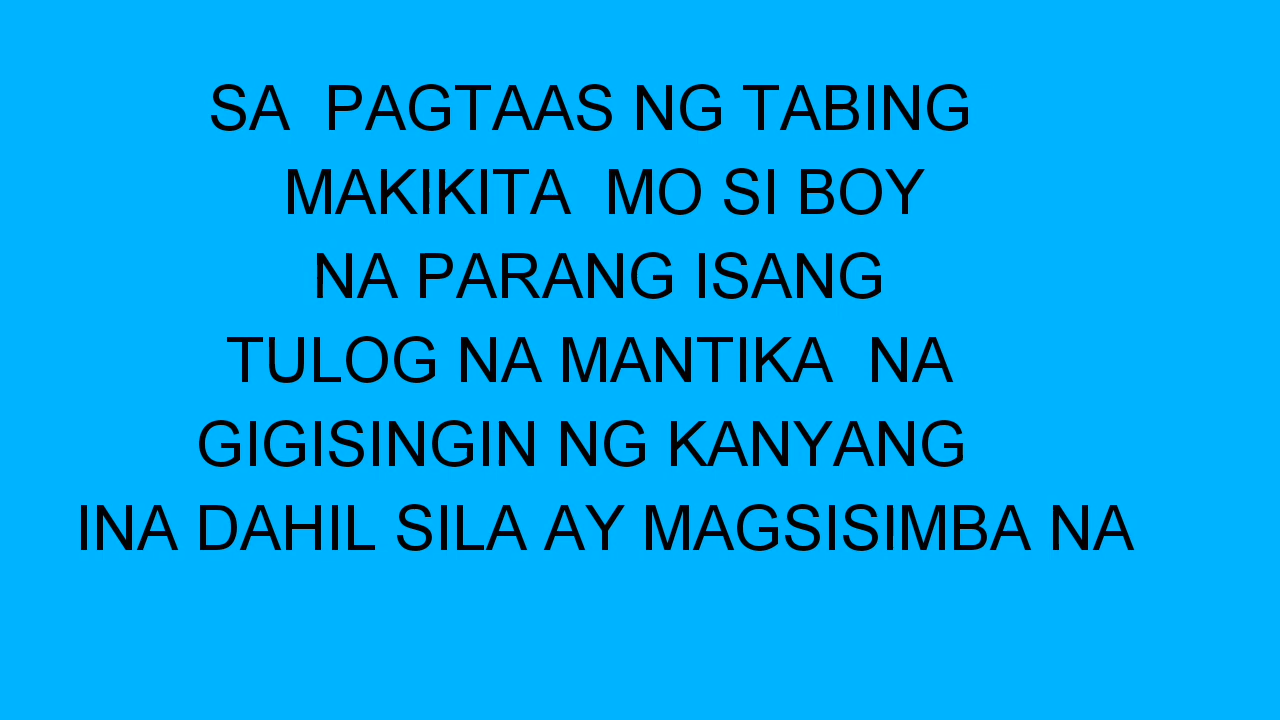 SA  PAGTAAS NG TABING
MAKIKITA  MO SI BOY
NA PARANG ISANG
TULOG NA MANTIKA  NA
GIGISINGIN NG KANYANG
INA DAHIL SILA AY MAGSISIMBA NA